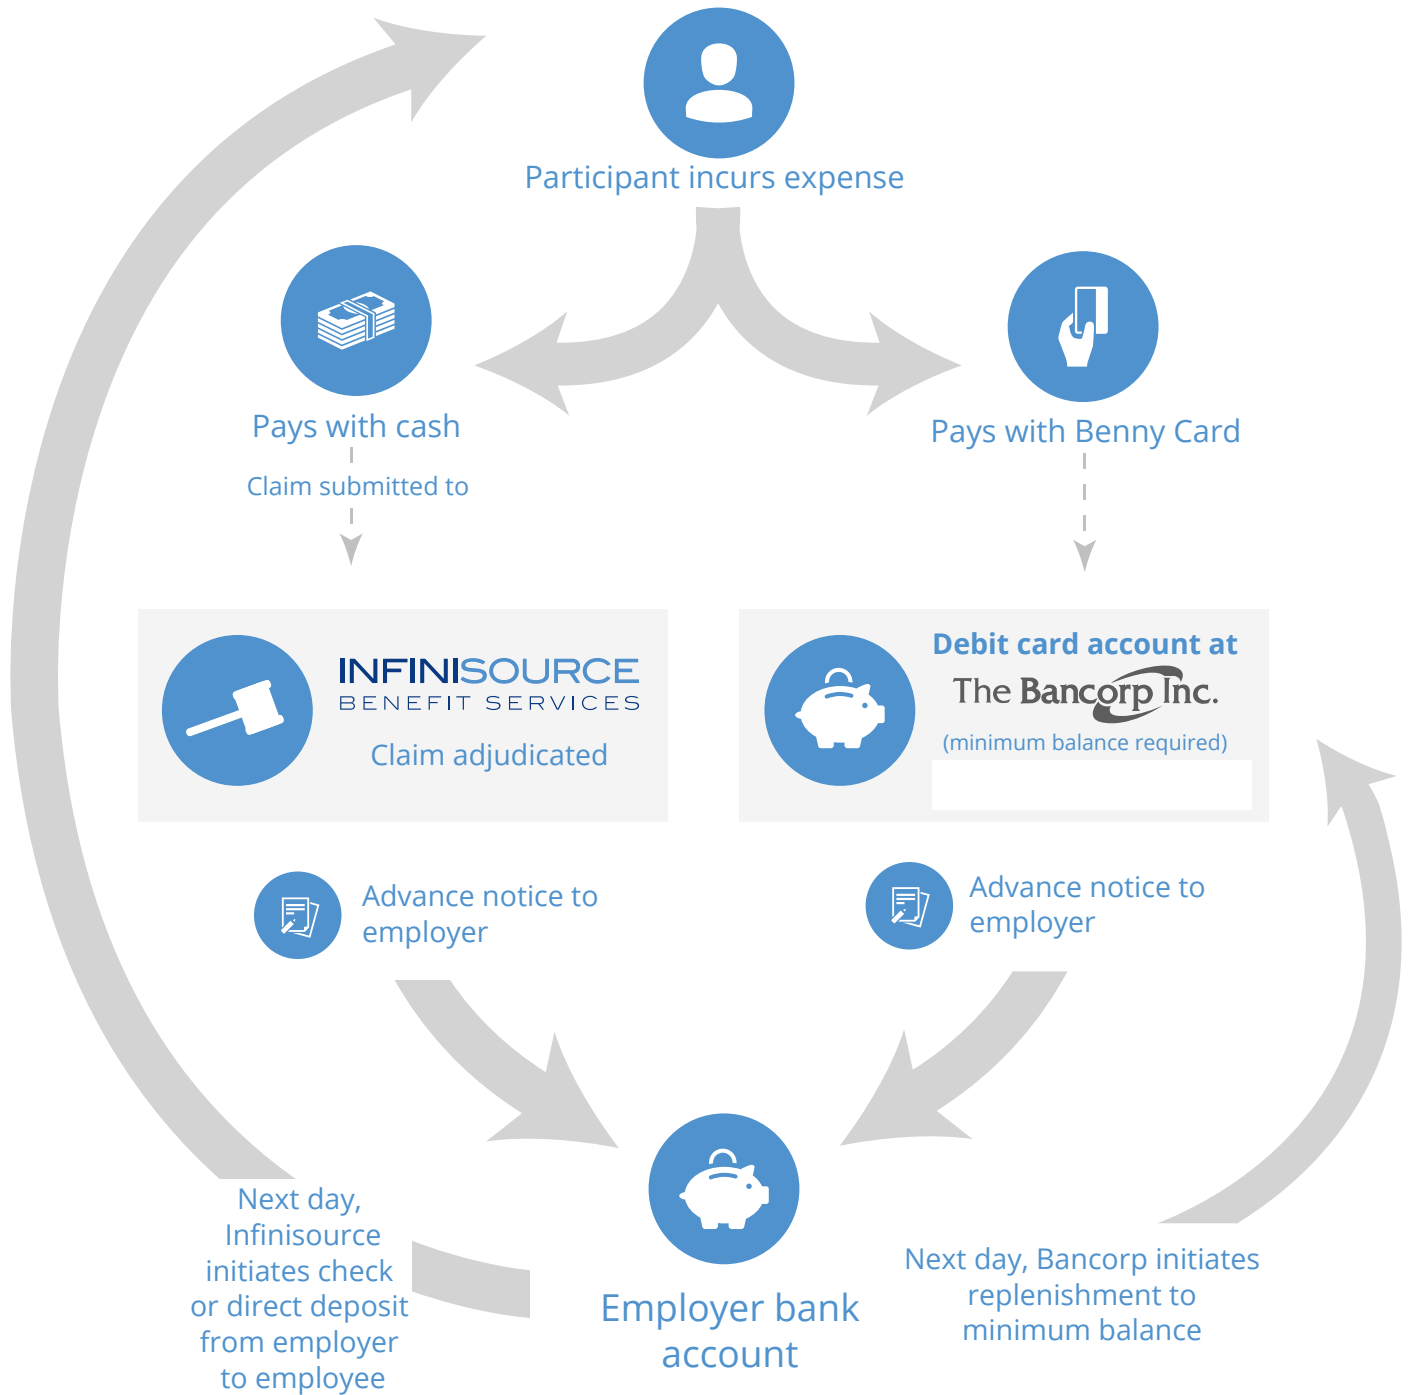 Participant incurs expense
Pays with cash
Claim submitted to
Pays with Benny Card
INFINISOURCE
BENEFIT SERVICES
Claim adjudicated
Debit card account at
The Bancorp Inc.
(minimum balance required)
Advance notice to
employer
Advance notice to
employer
Next day,
Infinisource
initiates check
or direct deposit
from employer
to employee
Employer bank
account
Next day, Bancorp initiates
replenishment to
minimum balance